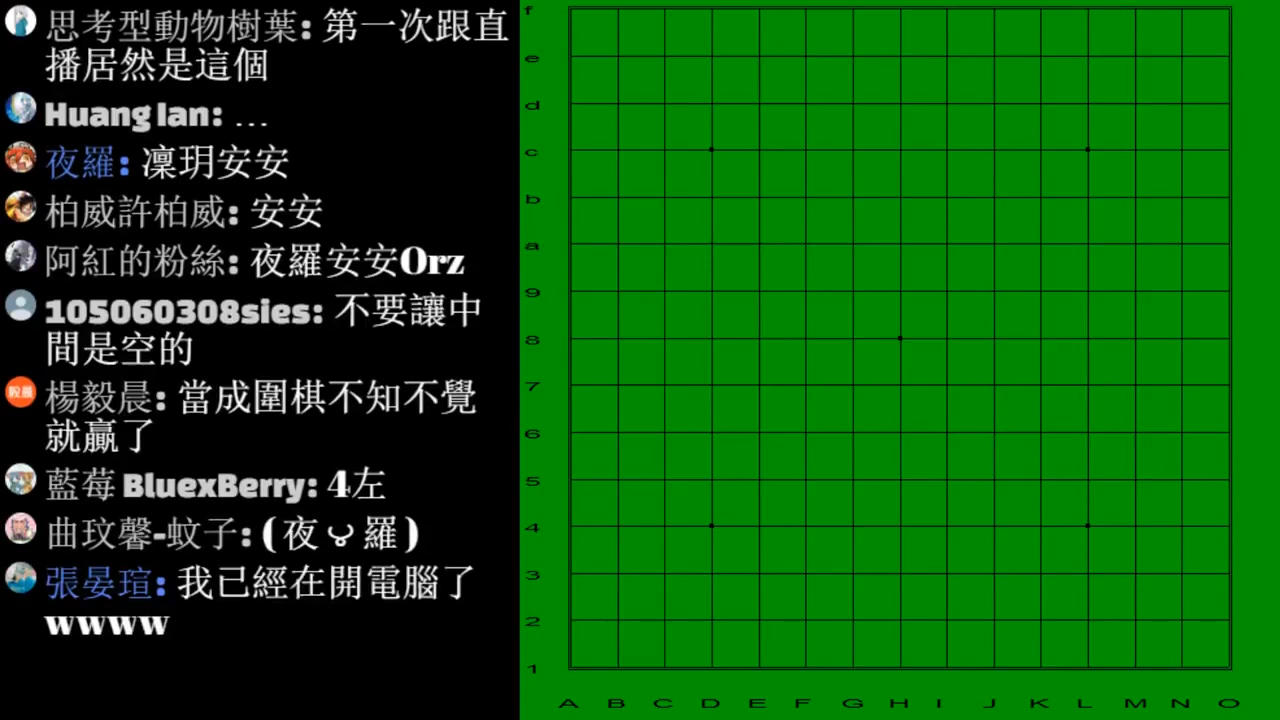 思考型動物樹葉: 第一次跟直
播居然是這個
Huang Ian: …
夜羅: 凜玥安安
柏威許柏威: 安安
阿紅的粉絲: 夜羅安安Orz
105060308sies: 不要讓中
間是空的
毅晨
楊毅晨: 當成圍棋不知不覺
就贏了
藍莓 BluexBerry: 4左
曲玟馨-蚊子: (夜◡羅)
張晏瑄: 我已經在開電腦了
wwww
f
e
d
c
b
a
9
8
7
6
5
4
3
2
1
A B C D E F G H I J K L M N O